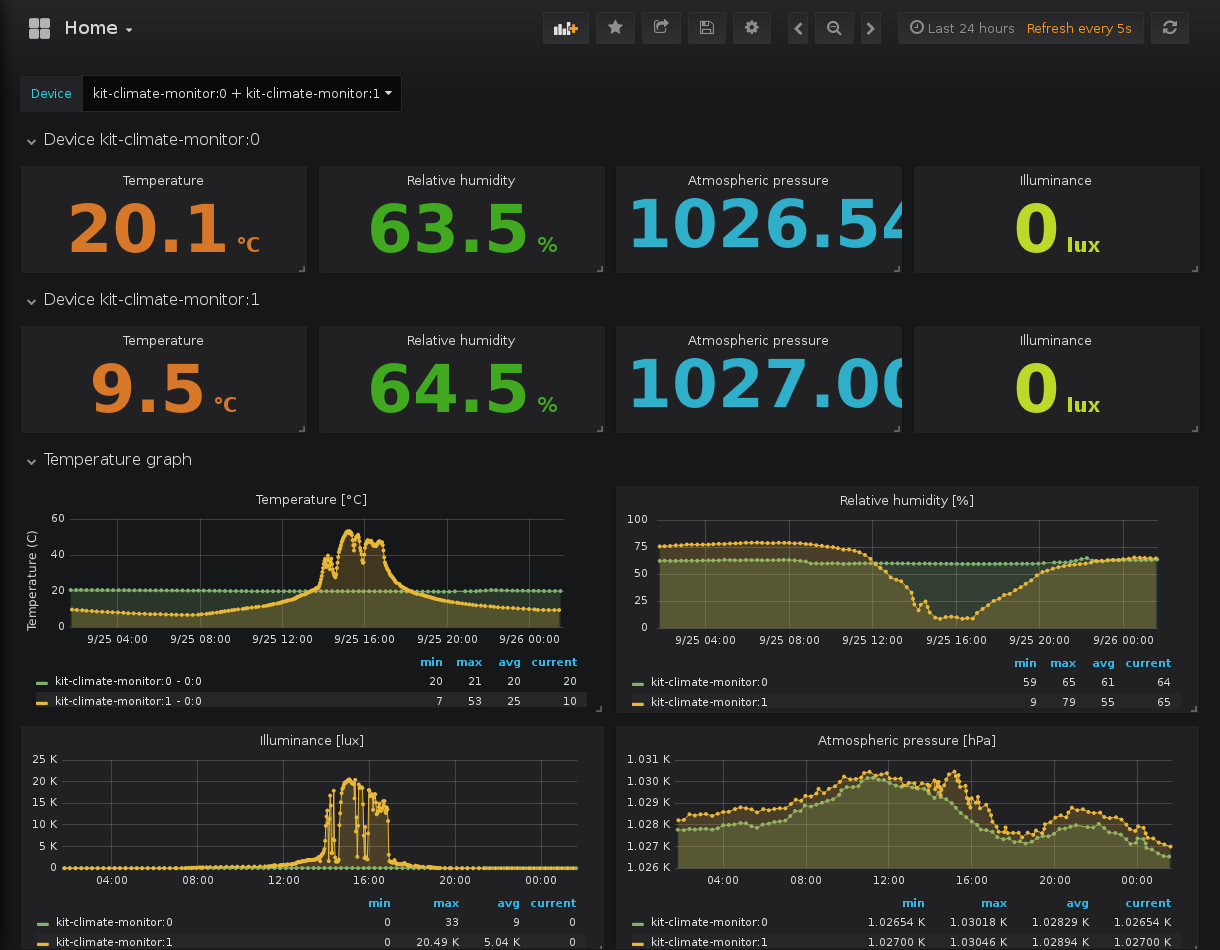 Home
Last 24 hours Refresh every 5s
Device kit-climate-monitor:0 + kit-climate-monitor:1
Device kit-climate-monitor:0
Temperature Relative humidity Atmospheric pressure Illuminance
20.1 °C 63.5 % 1026.54 0 lux
Device kit-climate-monitor:1
Temperature Relative humidity Atmospheric pressure Illuminance
9.5 °C 64.5 % 1027.00 0 lux
Temperature graph
Temperature [°C]
Temperature (C)
60
40
20
0
9/25 04:00 9/25 08:00 9/25 12:00 9/25 16:00 9/25 20:00 9/26 00:00
min max avg current
kit-climate-monitor:0 - 0:0 20 21 20 20
kit-climate-monitor:1 - 0:0 7 53 25 10
Relative humidity [%]
100
75
50
25
0
9/25 04:00 9/25 08:00 9/25 12:00 9/25 16:00 9/25 20:00 9/26 00:00
min max avg current
kit-climate-monitor:0 59 65 61 64
kit-climate-monitor:1 9 79 55 65
Illuminance [lux]
25 K
20 K
15 K
10 K
5 K
0
04:00 08:00 12:00 16:00 20:00 00:00
min max avg current
kit-climate-monitor:0 0 33 9 0
kit-climate-monitor:1 0 20.49 K 5.04 K 0
Atmospheric pressure [hPa]
1.031 K
1.030 K
1.029 K
1.028 K
1.027 K
1.026 K
04:00 08:00 12:00 16:00 20:00 00:00
min max avg current
kit-climate-monitor:0 1.02654 K 1.03018 K 1.02829 K 1.02654 K
kit-climate-monitor:1 1.02700 K 1.03046 K 1.02894 K 1.02700 K